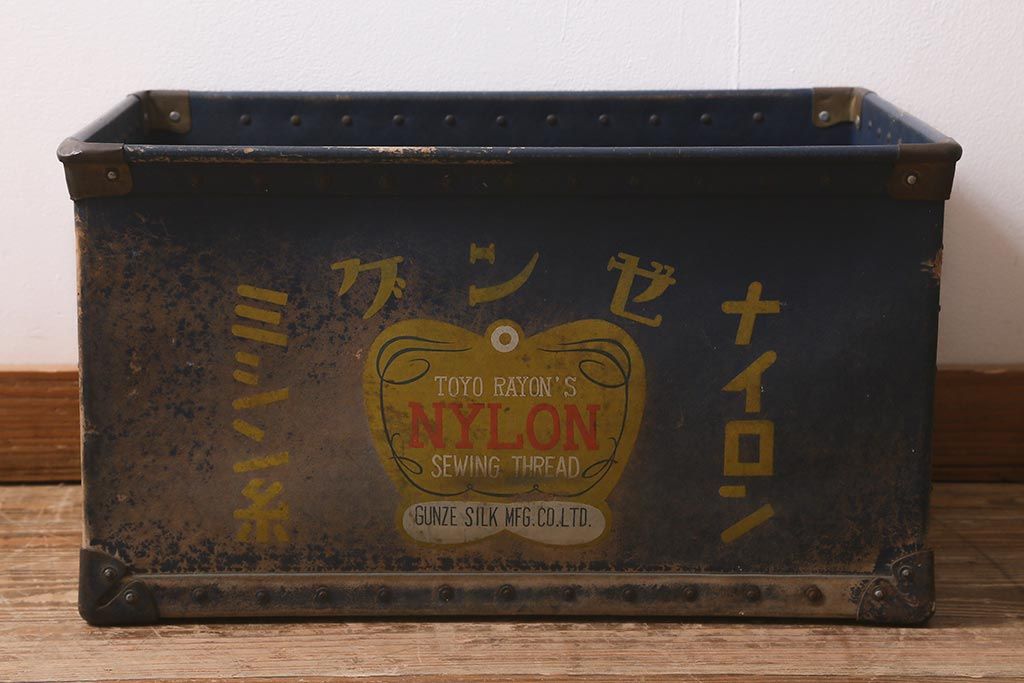 グンゼ
ナイロン
ミシン糸
TOYO RAYON'S
NYLON
SEWING THREAD
GUNZE SILK MFG.CO.LTD.